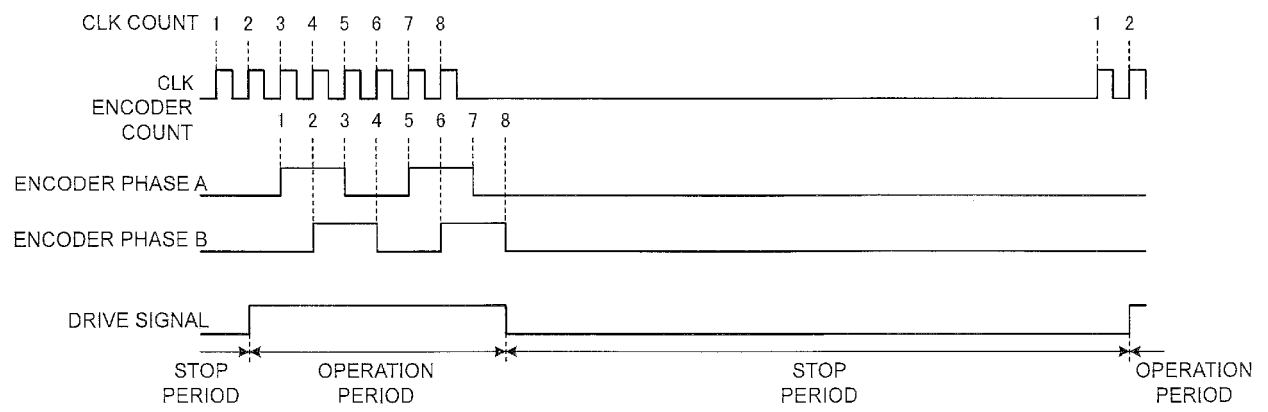 CLK COUNT 1 2 3 4 5 6 7 8 1 2
CLK
ENCODER
COUNT 1 2 3 4 5 6 7 8
ENCODER PHASE A
ENCODER PHASE B
DRIVE SIGNAL
STOP
PERIOD
OPERATION
PERIOD
STOP
PERIOD
OPERATION
PERIOD